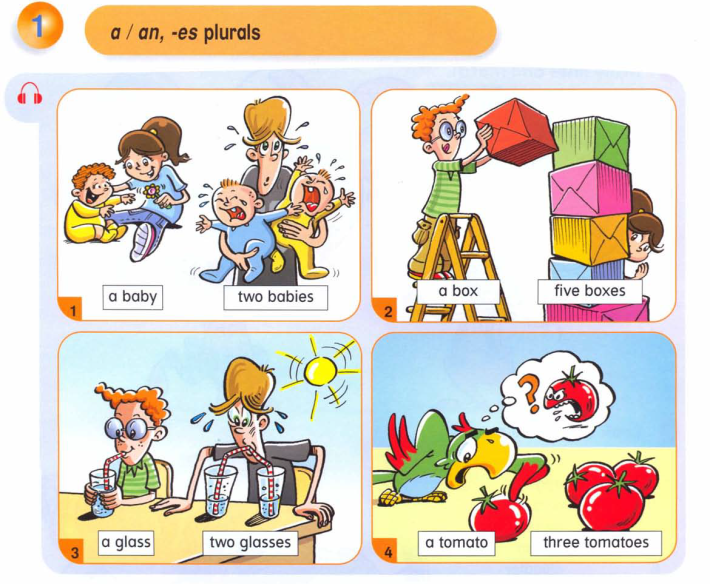 1
a / an, -es plurals
a baby
two babies
1
a box
five boxes
2
a glass
two glasses
3
?
a tomato
three tomatoes
4